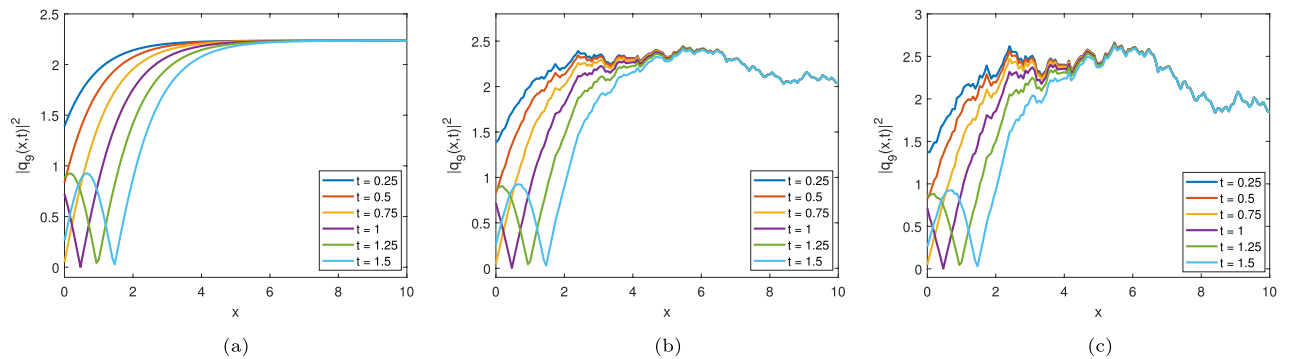 2.5
2
1.5
1
0.5
0
|q₉(x,t)|²
0 2 4 6 8 10
x
t = 0.25
t = 0.5
t = 0.75
t = 1
t = 1.25
t = 1.5
(a)
2.5
2
1.5
1
0.5
0
|q₉(x,t)|²
0 2 4 6 8 10
x
t = 0.25
t = 0.5
t = 0.75
t = 1
t = 1.25
t = 1.5
(b)
3
2.5
2
1.5
1
0.5
0
|q₉(x,t)|²
0 2 4 6 8 10
x
t = 0.25
t = 0.5
t = 0.75
t = 1
t = 1.25
t = 1.5
(c)